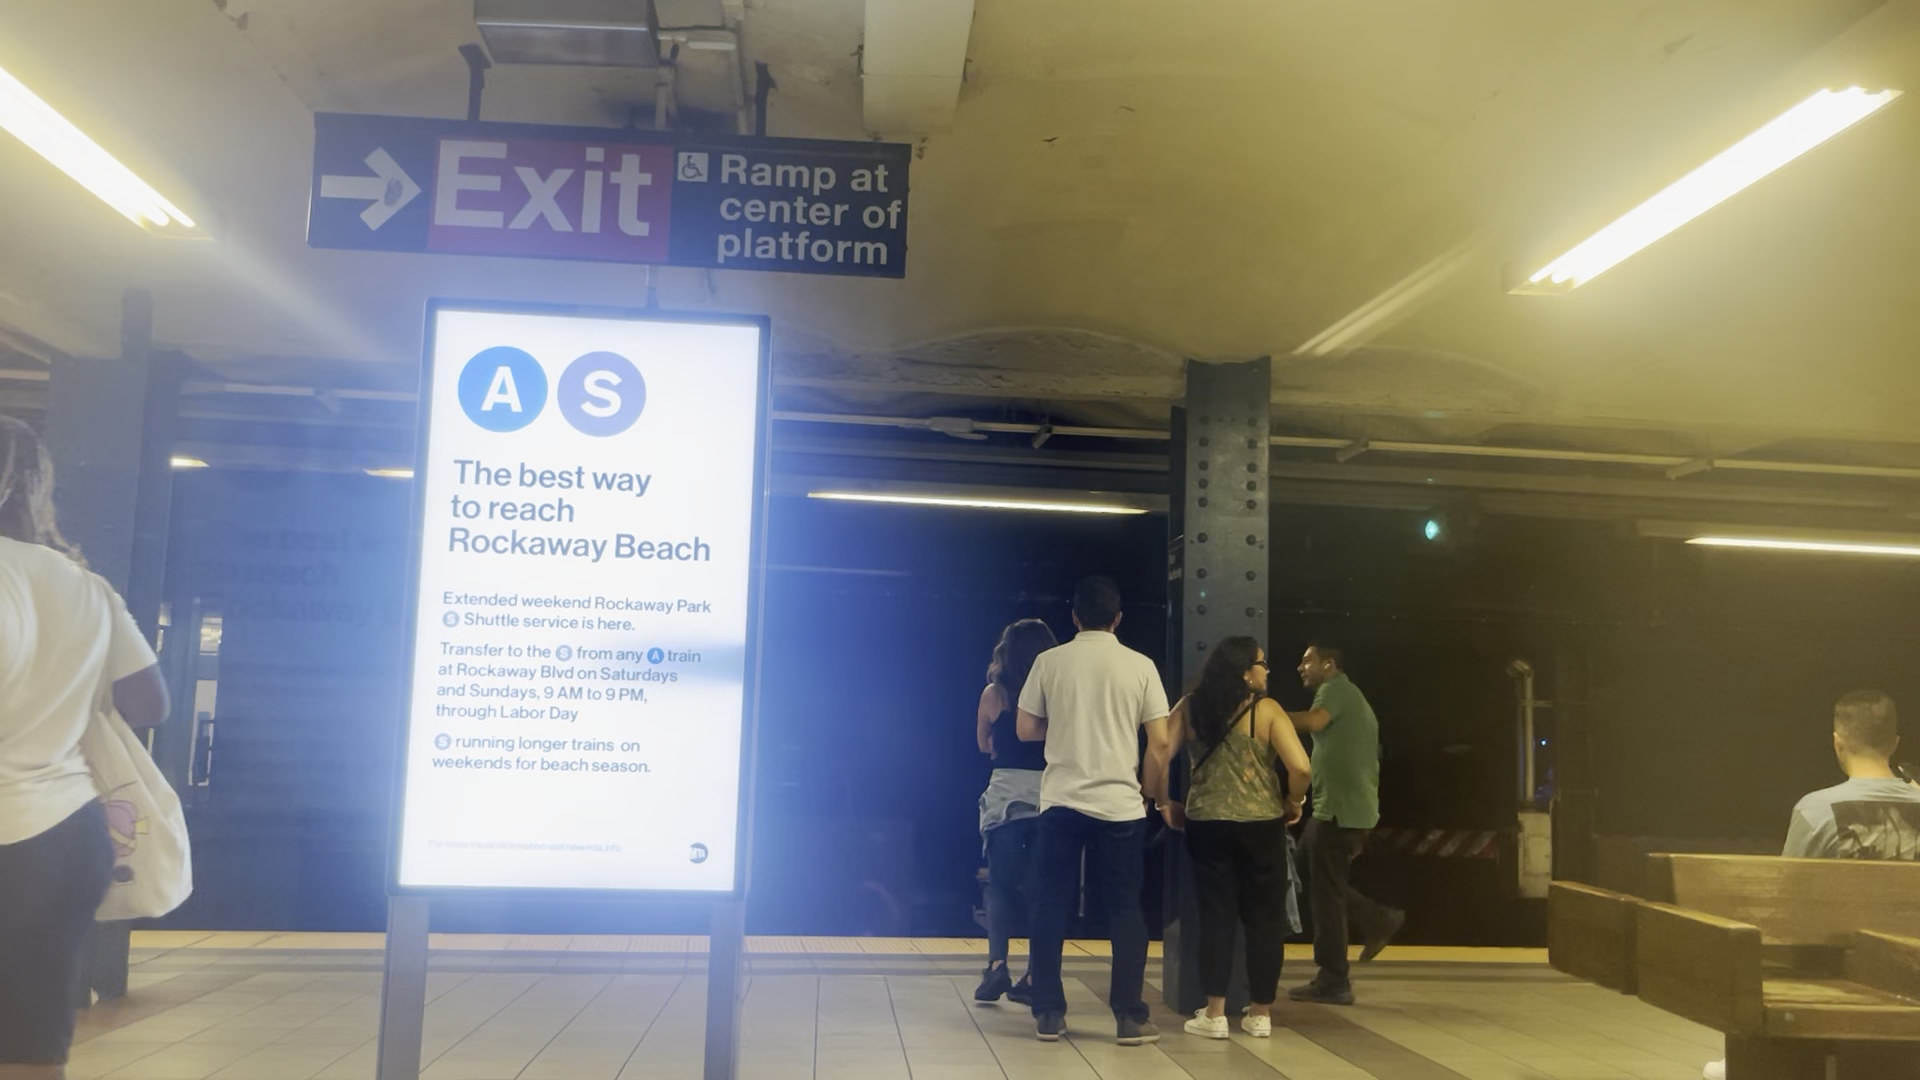 Exit
Ramp at
center of
platform
A S
The best way
to reach
Rockaway Beach
Extended weekend Rockaway Park
S Shuttle service is here.
Transfer to the S from any A train
at Rockaway Blvd on Saturdays
and Sundays, 9 AM to 9 PM,
through Labor Day
S running longer trains on
weekends for beach season.
MTA